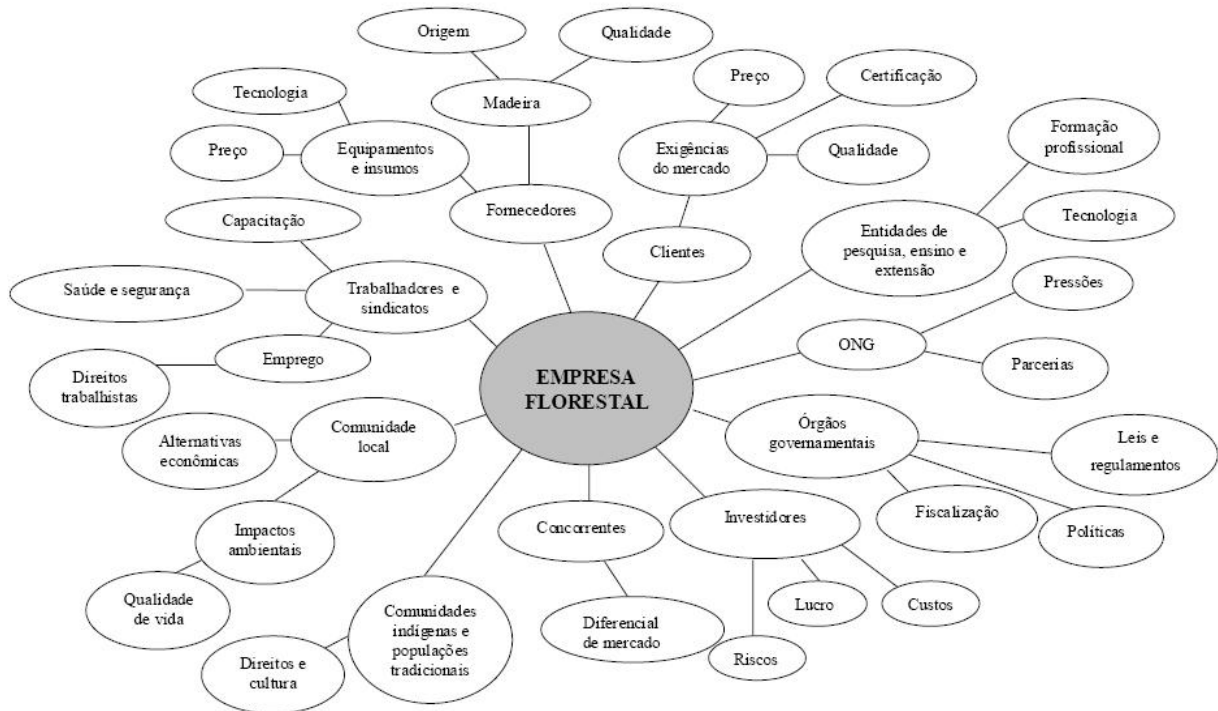 Origem
Qualidade
Tecnologia
Madeira
Preço
Certificação
Preço
Equipamentos
e insumos
Exigências
do mercado
Qualidade
Formação
profissional
Capacitação
Fornecedores
Clientes
Entidades de
pesquisa, ensino e
extensão
Tecnologia
Saúde e segurança
Trabalhadores e
sindicatos
Pressões
Emprego
ONG
Parcerias
Direitos
trabalhistas
EMPRESA
FLORESTAL
Alternativas
econômicas
Comunidade
local
Órgãos
governamentais
Leis e
regulamentos
Impactos
ambientais
Concorrentes
Investidores
Fiscalização
Políticas
Qualidade
de vida
Direitos e
cultura
Comunidades
indígenas e
populações
tradicionais
Diferencial
de mercado
Riscos
Lucro
Custos